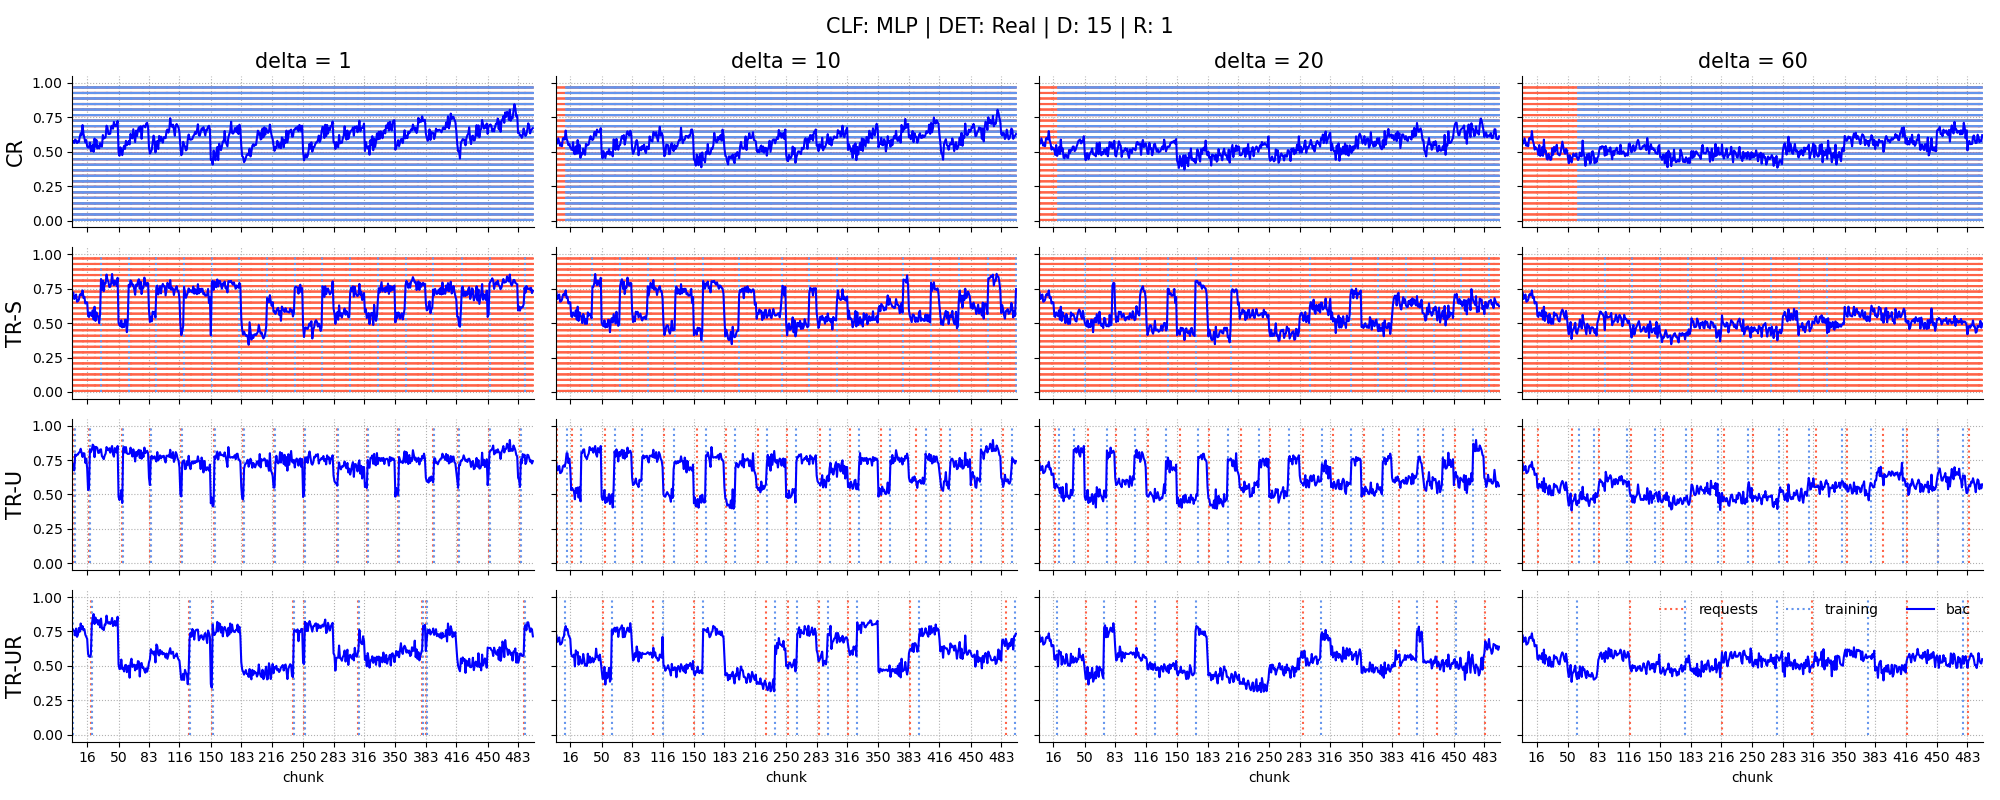 CLF: MLP | DET: Real | D: 15 | R: 1
delta = 1 delta = 10 delta = 20 delta = 60
CR
1.00
0.75
0.50
0.25
0.00
TR-S
1.00
0.75
0.50
0.25
0.00
TR-U
1.00
0.75
0.50
0.25
0.00
TR-UR
1.00
0.75
0.50
0.25
0.00
requests training bac
16 50 83 116 150 183 216 250 283 316 350 383 416 450 483
16 50 83 116 150 183 216 250 283 316 350 383 416 450 483
16 50 83 116 150 183 216 250 283 316 350 383 416 450 483
16 50 83 116 150 183 216 250 283 316 350 383 416 450 483
chunk chunk chunk chunk